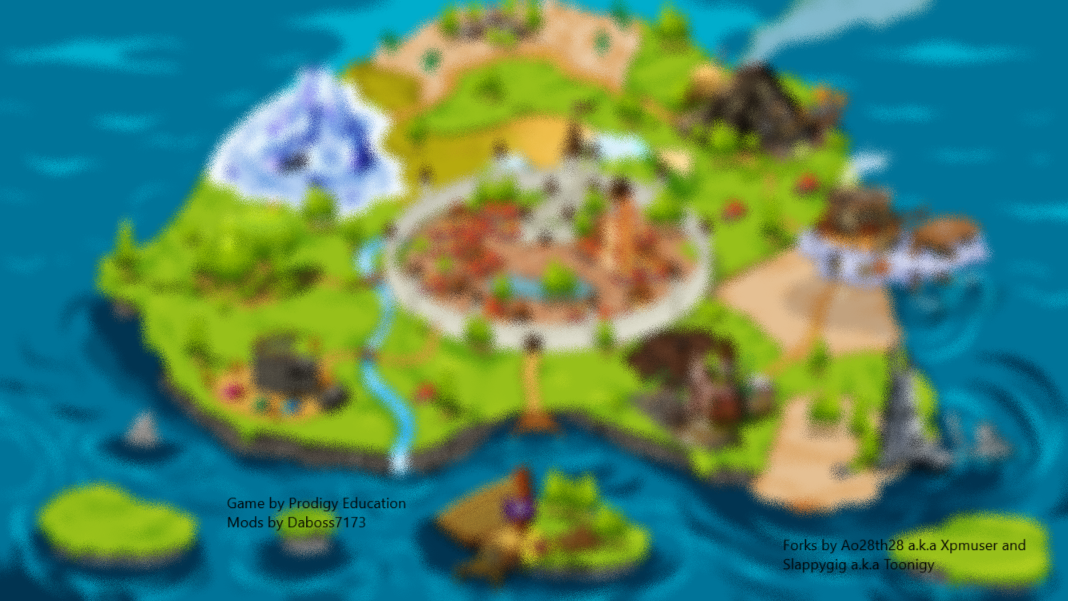 Game by Prodigy Education
Mods by Daboss7173
Forks by Ao28th28 a.k.a Xpmuser and
Slappygig a.k.a Toonigy